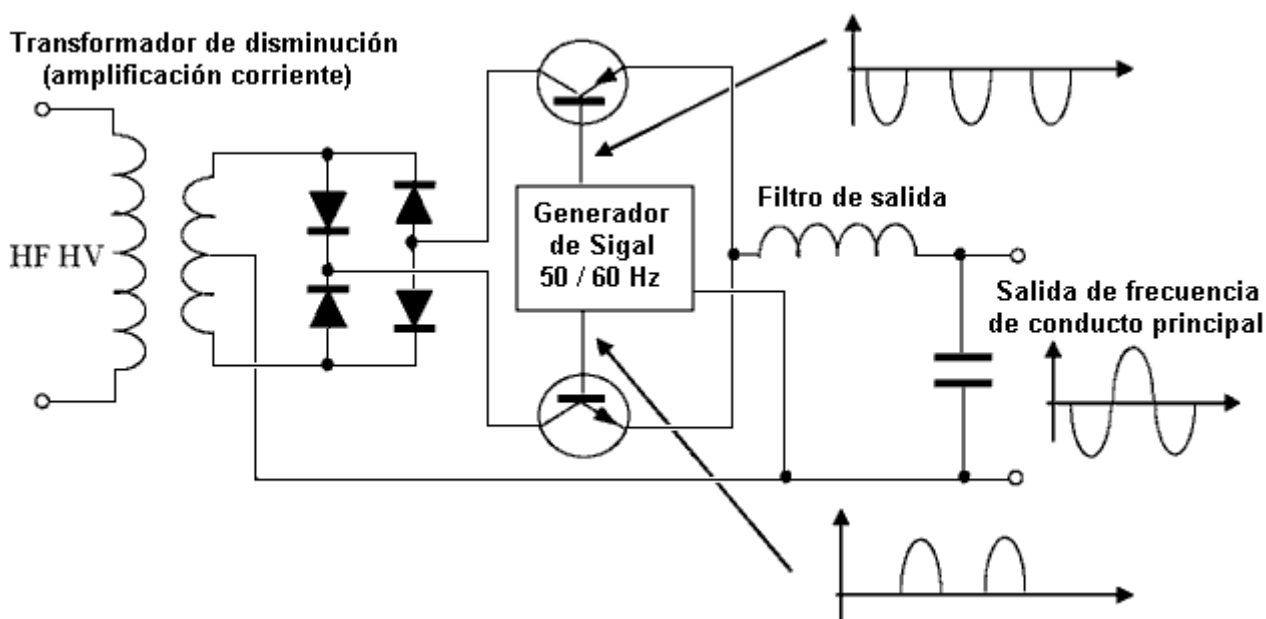 Transformador de disminución
(amplificación corriente)
HF HV
Generador
de Sigal
50 / 60 Hz
Filtro de salida
Salida de frecuencia
de conducto principal